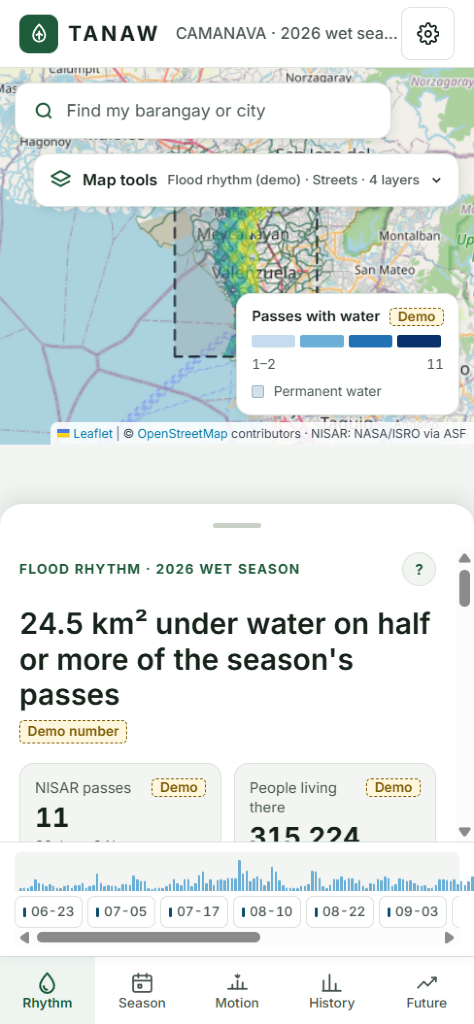 TANAW CAMANAVA · 2026 wet sea...
Calumpit
Norzagaray
Norzagaray
Find my barangay or city
Hagonoy
Map tools Flood rhythm (demo) · Streets · 4 layers
Meycauayan
Montalban
Valenzuela
San Mateo
Passes with water Demo
1–2 11
Permanent water
Leaflet | © OpenStreetMap contributors · NISAR: NASA/ISRO via ASF
FLOOD RHYTHM · 2026 WET SEASON ?
24.5 km² under water on half
or more of the season's
passes
Demo number
NISAR passes Demo
11
People living
there
Demo
315,224
06-23 07-05 07-17 08-10 08-22 09-03
Rhythm Season Motion History Future